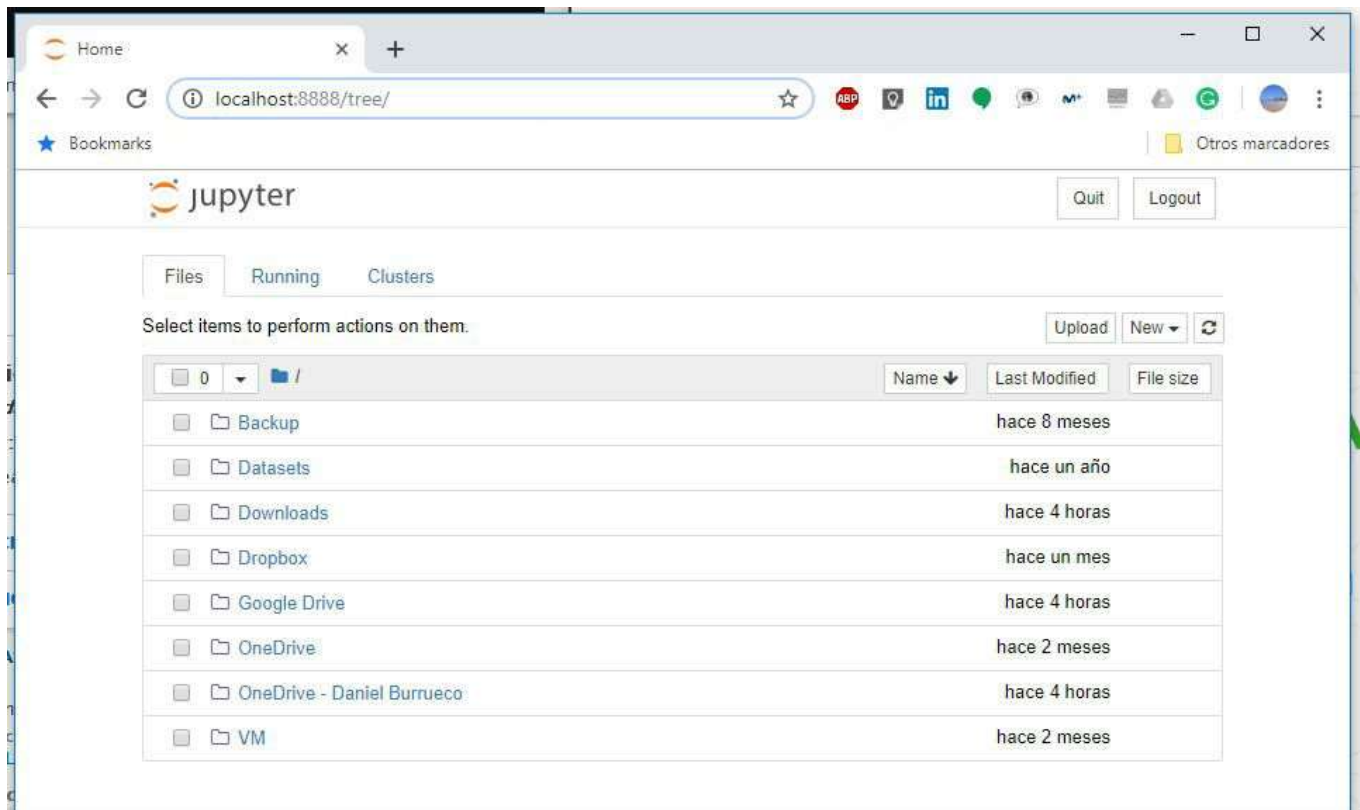 Home
localhost:8888/tree/
ABP in M+ G
Bookmarks Otros marcadores
jupyter Quit Logout
Files Running Clusters
Select items to perform actions on them. Upload New
0 / Name Last Modified File size
Backup hace 8 meses
Datasets hace un año
Downloads hace 4 horas
Dropbox hace un mes
Google Drive hace 4 horas
OneDrive hace 2 meses
OneDrive - Daniel Burrueco hace 4 horas
VM hace 2 meses